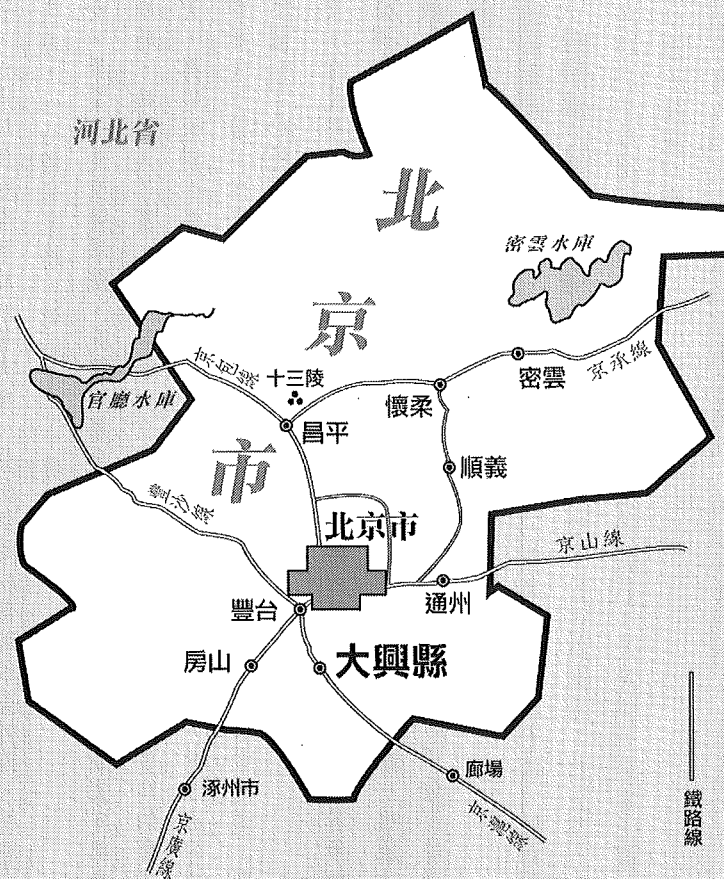 河北省
北京市
密雲水庫
十三陵
京包線
官廳水庫
昌平
懷柔
密雲
京承線
順義
豐沙線
北京市
京山線
通州
豐台
房山
大興縣
涿州市
廊場
京廣線
鐵路線